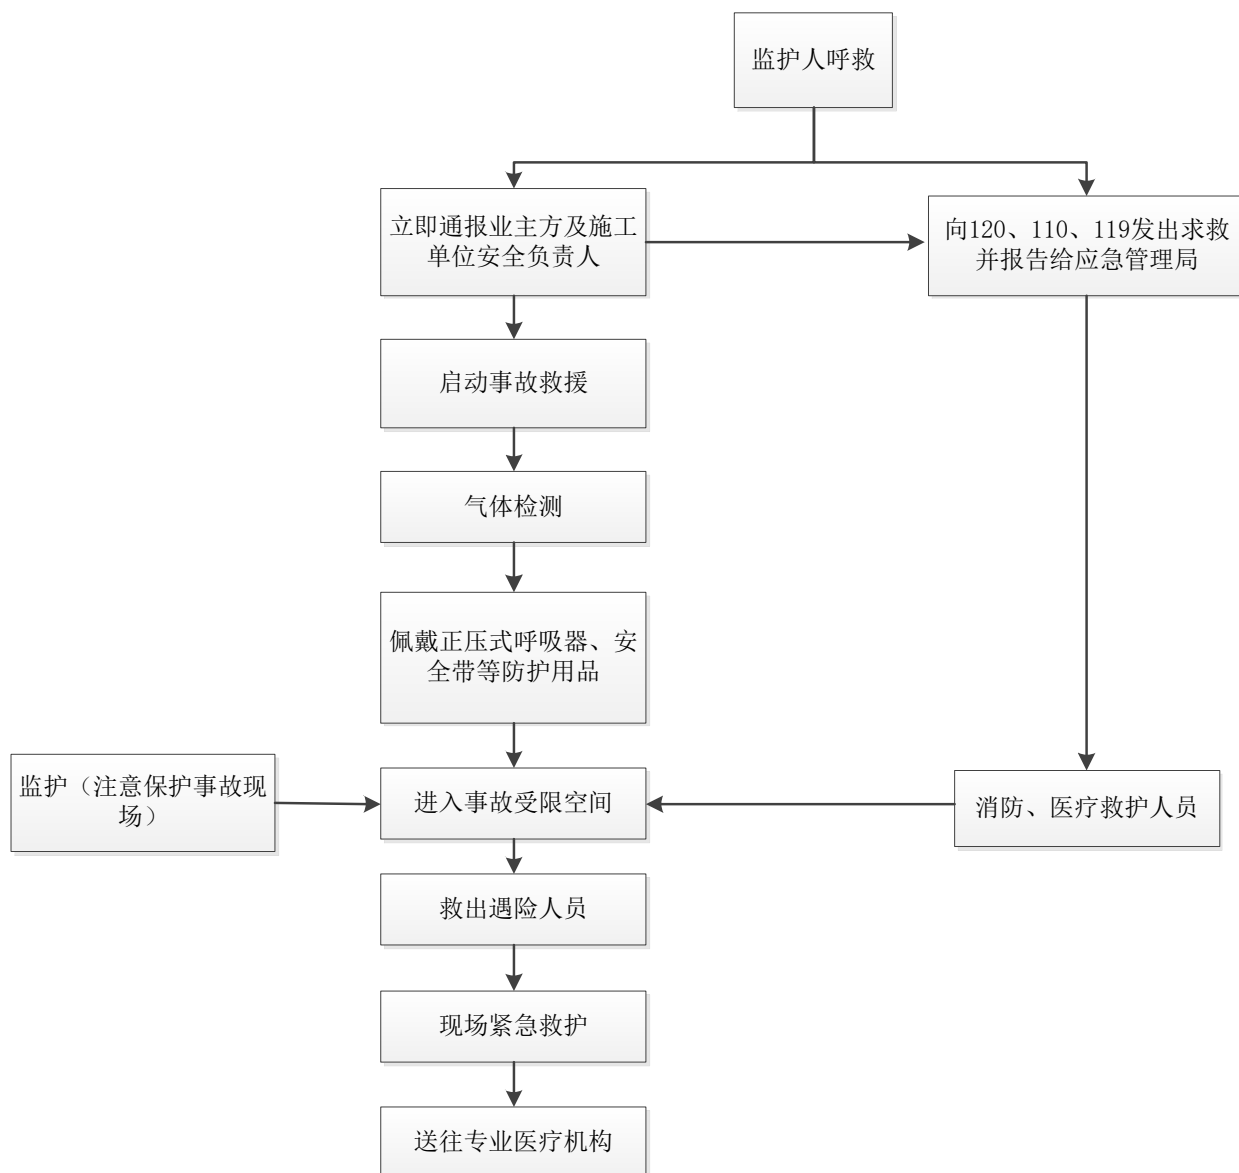 监护人呼救
立即通报业主方及施工
单位安全负责人
向120、110、119发出求救
并报告给应急管理局
启动事故救援
气体检测
佩戴正压式呼吸器、安
全带等防护用品
监护（注意保护事故现
场）
进入事故受限空间
消防、医疗救护人员
救出遇险人员
现场紧急救护
送往专业医疗机构